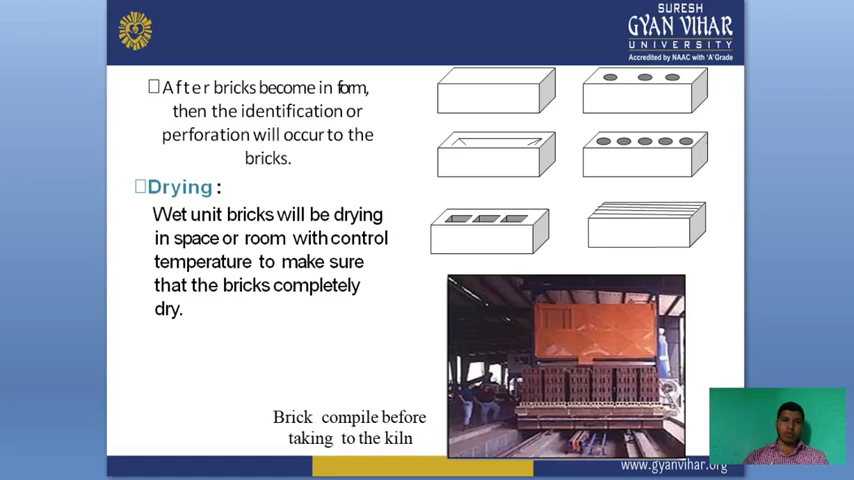 SURESH
GYAN VIHAR
UNIVERSITY
Accredited by NAAC with 'A' Grade
After bricks become in form,
then the identification or
perforation will occur to the
bricks.
Drying :
Wet unit bricks will be drying
in space or room with control
temperature to make sure
that the bricks completely
dry.
Brick compile before
taking to the kiln
www.gyanvihar.org